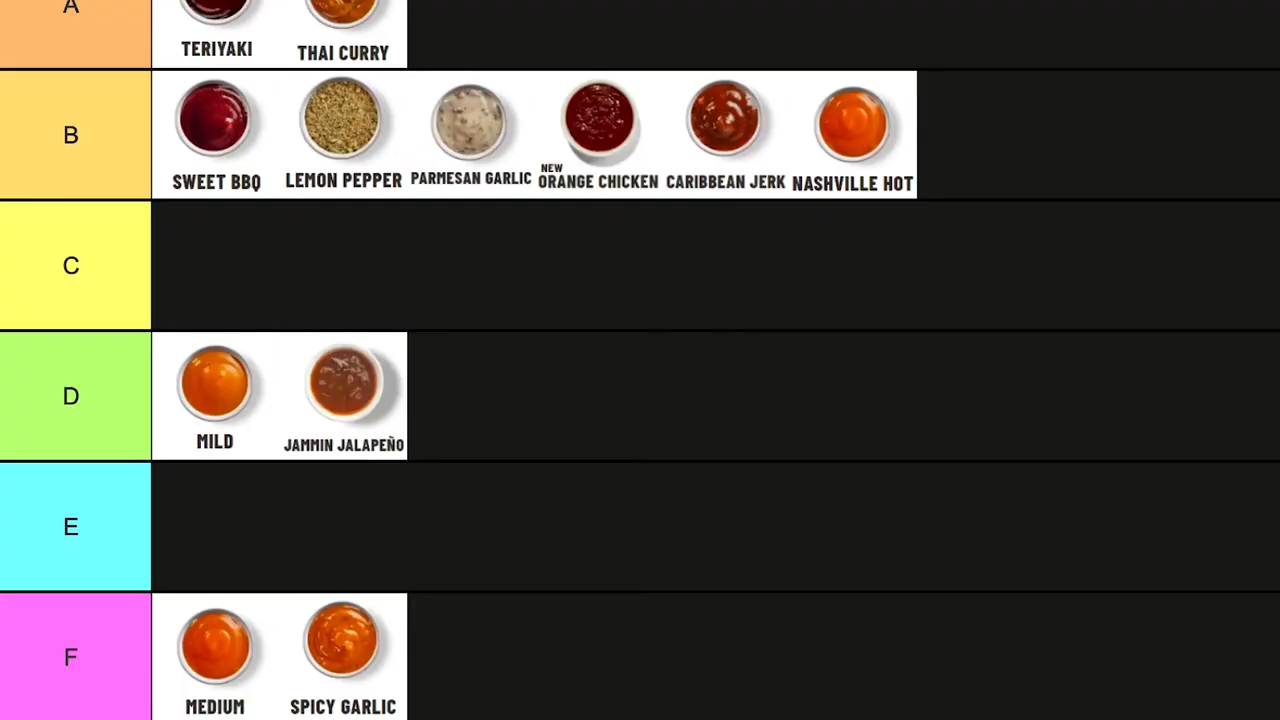 A
TERIYAKI
THAI CURRY
B
SWEET BBQ
LEMON PEPPER
PARMESAN GARLIC
NEW
ORANGE CHICKEN
CARIBBEAN JERK
NASHVILLE HOT
C
D
MILD
JAMMIN JALAPEÑO
E
F
MEDIUM
SPICY GARLIC